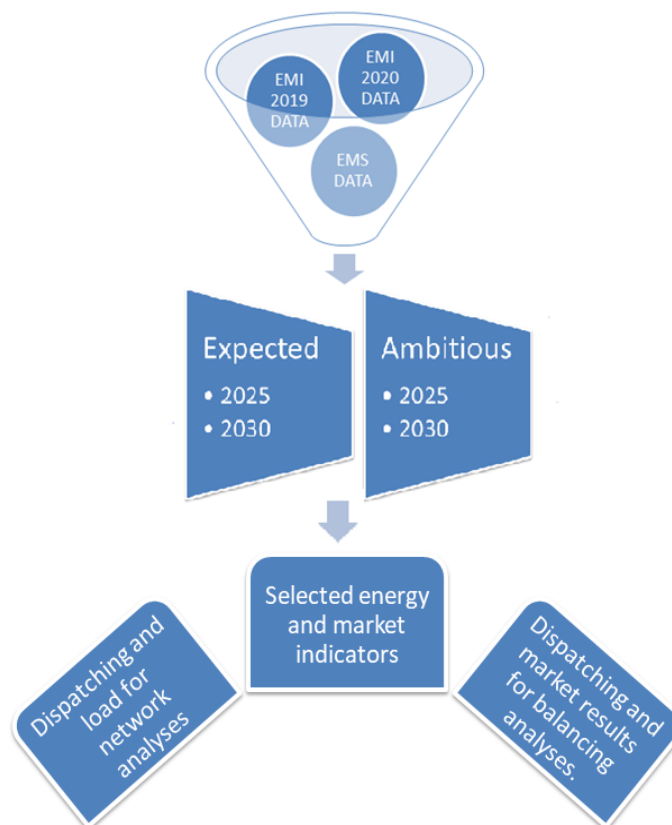 EMI
2019
DATA
EMI
2020
DATA
EMS
DATA
Expected
• 2025
• 2030
Ambitious
• 2025
• 2030
Selected energy
and market
indicators
Dispatching and
load for
network
analyses
Dispatching and
market results
for balancing
analyses.